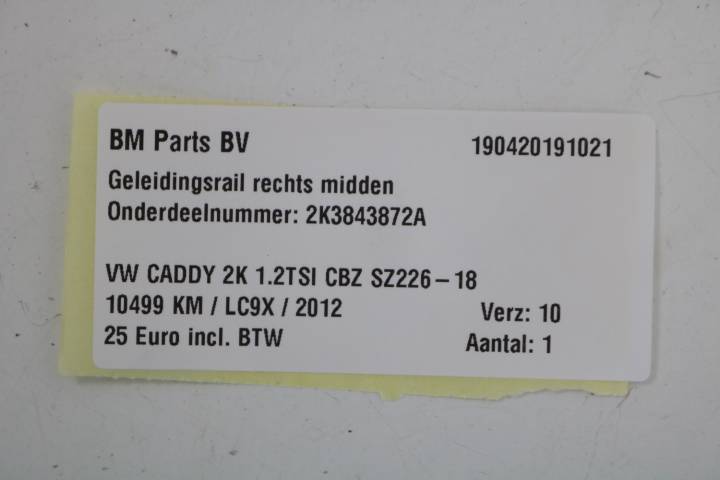 BM Parts BV 190420191021
Geleidingsrail rechts midden
Onderdeelnummer: 2K3843872A
VW CADDY 2K 1.2TSI CBZ SZ226-18
10499 KM / LC9X / 2012 Verz: 10
25 Euro incl. BTW Aantal: 1